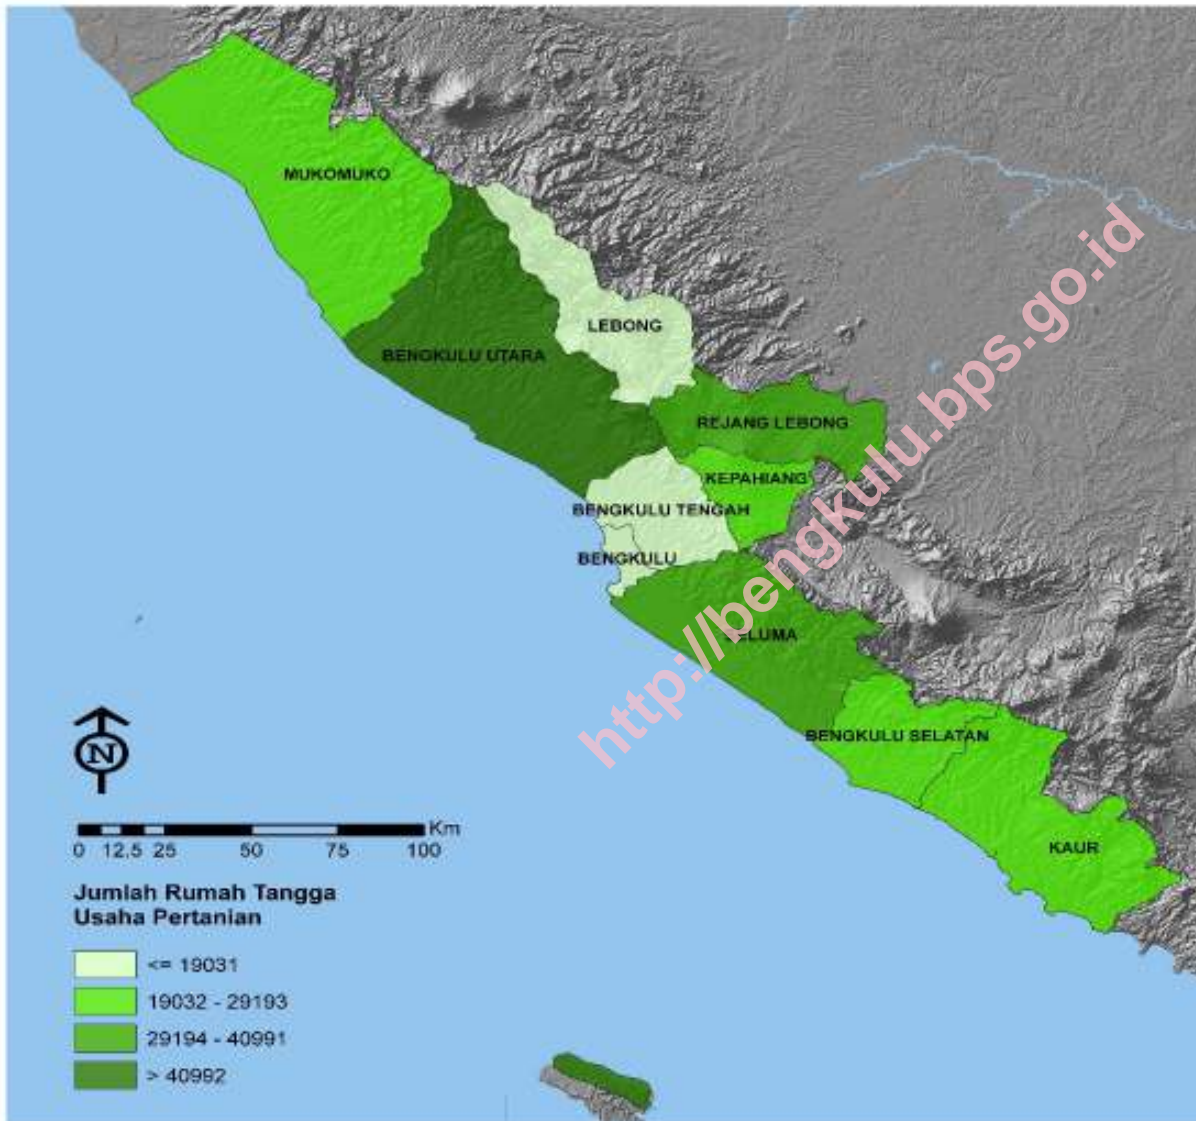 MUKOMUKO
LEBONG
BENGKULU UTARA
REJANG LEBONG
KEPAHIANG
BENGKULU TENGAH
BENGKULU
SELUMA
BENGKULU SELATAN
KAUR
http://bengkulu.bps.go.id
N
Km
0 12.5 25 50 75 100
Jumlah Rumah Tangga
Usaha Pertanian
<= 19031
19032 - 29193
29194 - 40991
> 40992